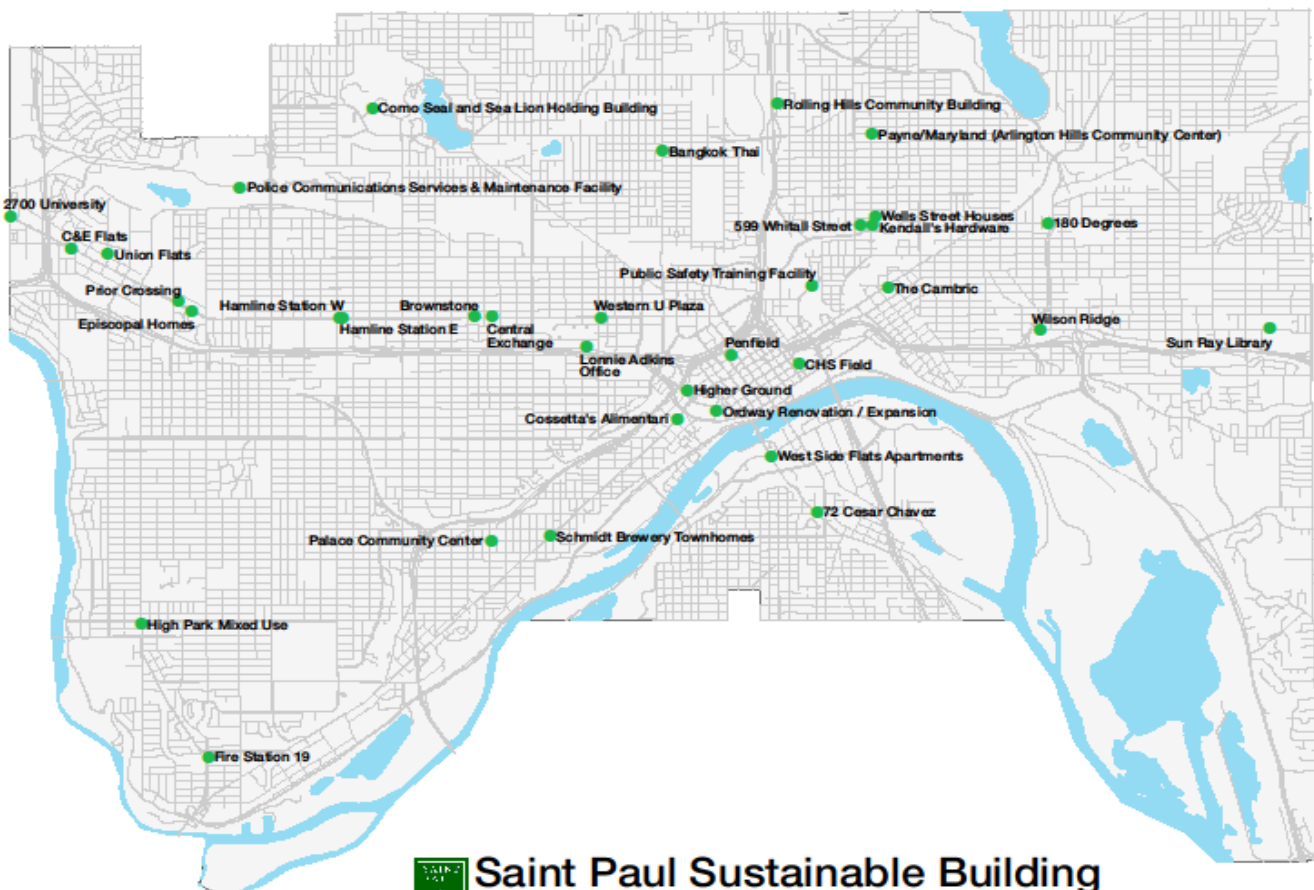 Como Seal and Sea Lion Holding Building
Rolling Hills Community Building
Payne/Maryland (Arlington Hills Community Center)
Bangkok Thai
Police Communications Services & Maintenance Facility
2700 University
Wells Street Houses
599 Whitall Street
Kendall's Hardware
180 Degrees
C&E Flats
Union Flats
Public Safety Training Facility
Prior Crossing
The Cambric
Hamline Station W
Brownstone
Western U Plaza
Episcopal Homes
Hamline Station E
Central
Exchange
Wilson Ridge
Sun Ray Library
Penfield
Lonnie Adkins
Office
CHS Field
Higher Ground
Cossetta's Alimentari
Ordway Renovation / Expansion
West Side Flats Apartments
72 Cesar Chavez
Palace Community Center
Schmidt Brewery Townhomes
High Park Mixed Use
Fire Station 19
Saint Paul Sustainable Building